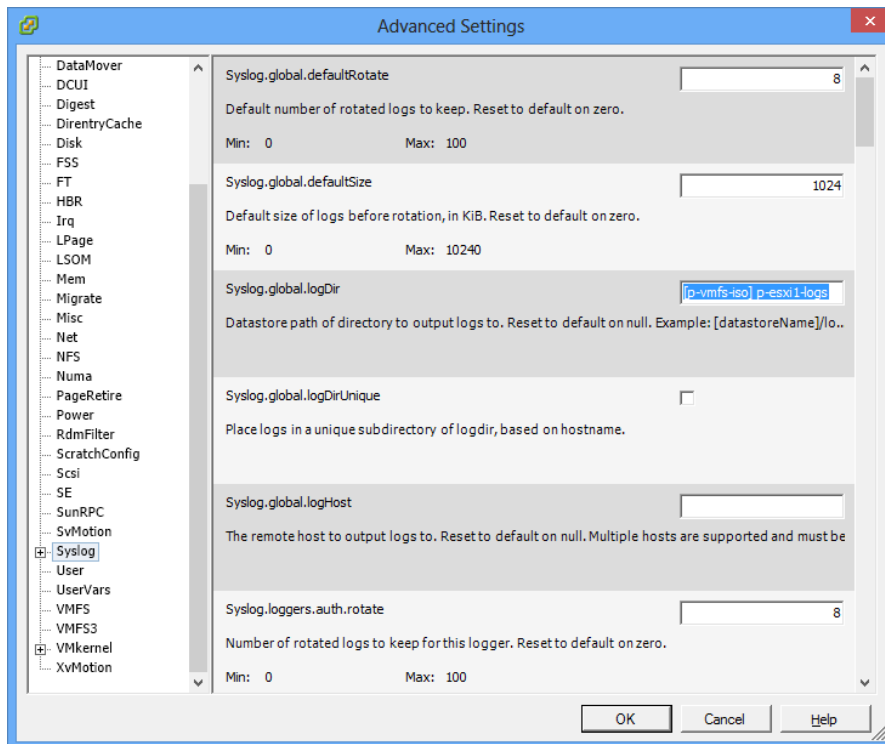 Advanced Settings
DataMover
DCUI
Digest
DirentryCache
Disk
FSS
FT
HBR
Irq
LPage
LSOM
Mem
Migrate
Misc
Net
NFS
Numa
PageRetire
Power
RdmFilter
ScratchConfig
Scsi
SE
SunRPC
SvMotion
Syslog
User
UserVars
VMFS
VMFS3
VMkernel
XvMotion
Syslog.global.defaultRotate 8
Default number of rotated logs to keep. Reset to default on zero.
Min: 0 Max: 100
Syslog.global.defaultSize 1024
Default size of logs before rotation, in KiB. Reset to default on zero.
Min: 0 Max: 10240
Syslog.global.logDir [p-vmfs-iso] p-esxi1-logs
Datastore path of directory to output logs to. Reset to default on null. Example: [datastoreName]/lo..
Syslog.global.logDirUnique
Place logs in a unique subdirectory of logdir, based on hostname.
Syslog.global.logHost
The remote host to output logs to. Reset to default on null. Multiple hosts are supported and must be
Syslog.loggers.auth.rotate 8
Number of rotated logs to keep for this logger. Reset to default on zero.
Min: 0 Max: 100
OK Cancel Help